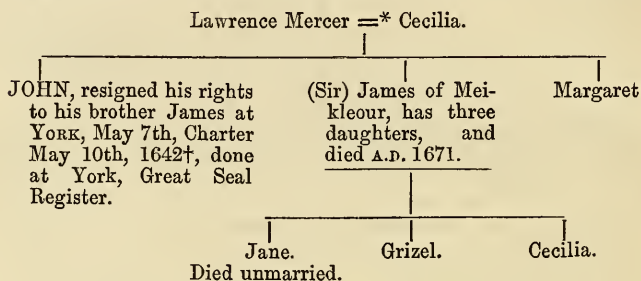 Lawrence Mercer =* Cecilia.
JOHN, resigned his rights
to his brother James at
YORK, May 7th, Charter
May 10th, 1642†, done
at York, Great Seal
Register.
(Sir) James of Mei-
kleour, has three
daughters, and
died A.D. 1671.
Margaret
Jane.
Died unmarried.
Grizel.
Cecilia.